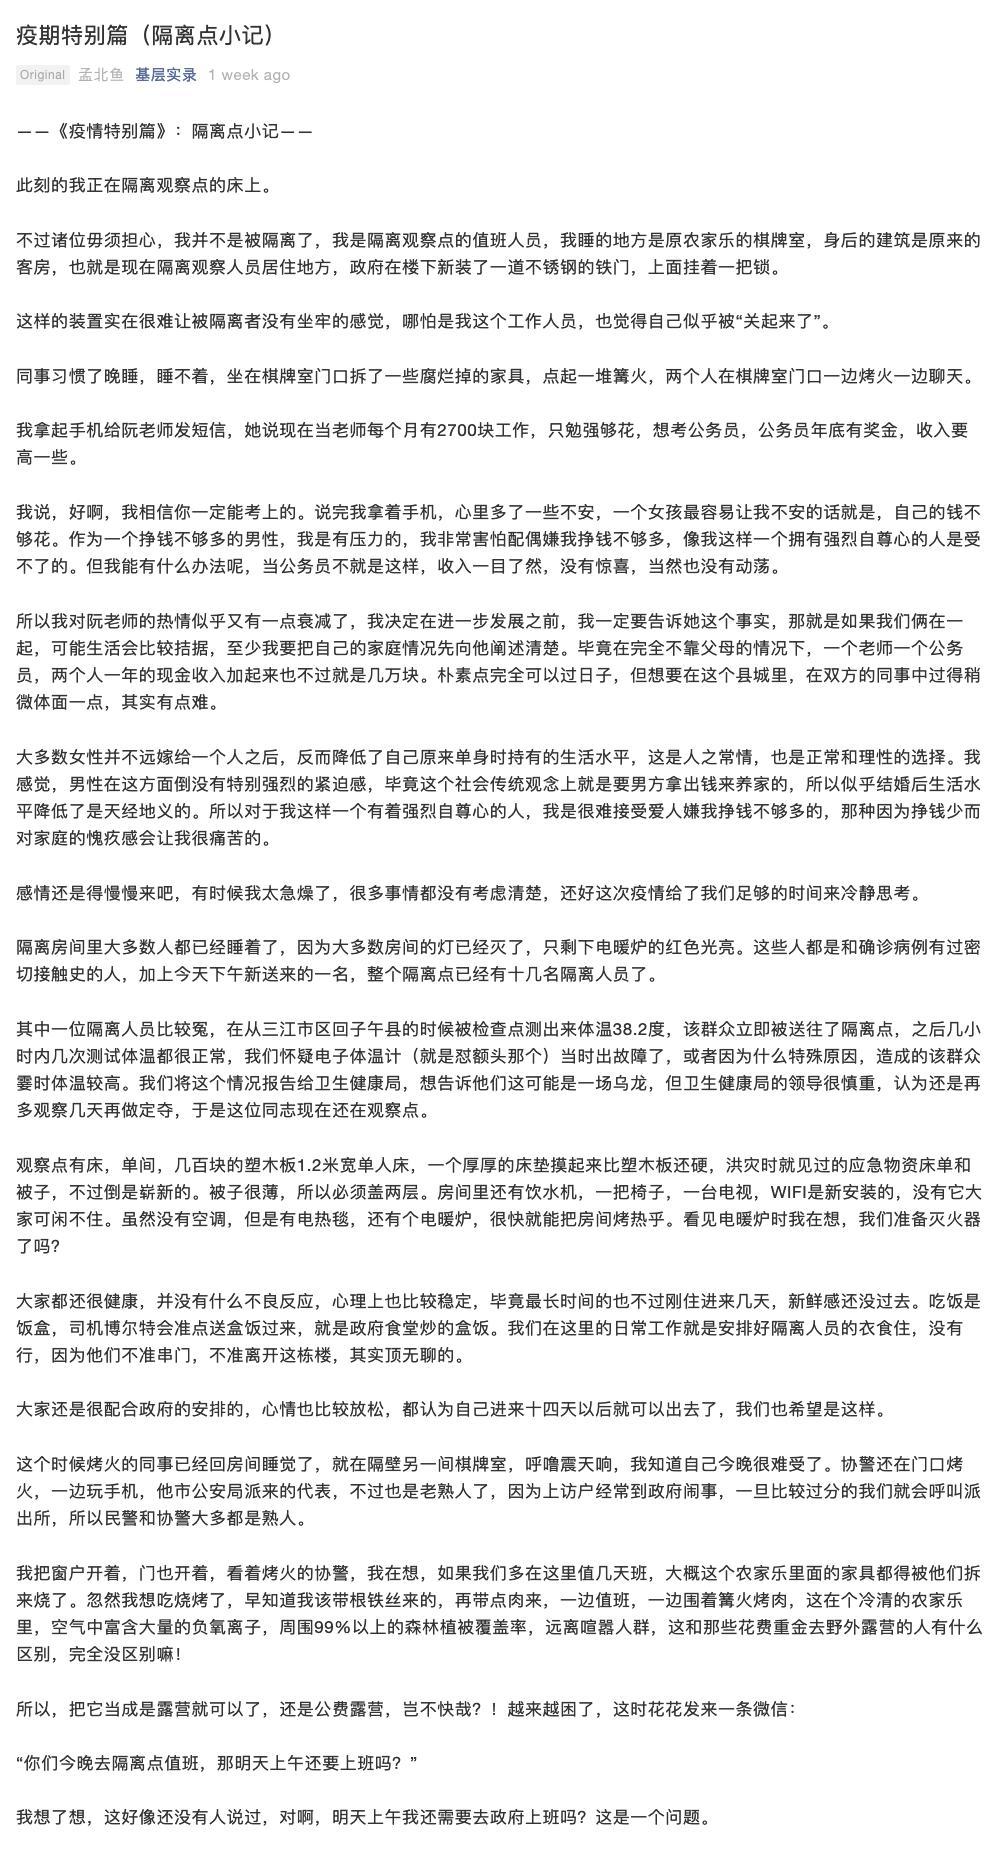 疫期特别篇（隔离点小记）
Original 孟北鱼 基层实录 1 week ago
——《疫情特别篇》：隔离点小记——
此刻的我正在隔离观察点的床上。
不过诸位毋须担心，我并不是被隔离了，我是隔离观察点的值班人员，我睡的地方是原农家乐的棋牌室，身后的建筑是原来的
客房，也就是现在隔离观察人员居住地方，政府在楼下新装了一道不锈钢的铁门，上面挂着一把锁。
这样的装置实在很难让被隔离者没有坐牢的感觉，哪怕是我这个工作人员，也觉得自己似乎被“关起来了”。
同事习惯了晚睡，睡不着，坐在棋牌室门口拆了一些腐烂掉的家具，点起一堆篝火，两个人在棋牌室门口一边烤火一边聊天。
我拿起手机给阮老师发短信，她说现在当老师每个月有2700块工作，只勉强够花，想考公务员，公务员年底有奖金，收入要
高一些。
我说，好啊，我相信你一定能考上的。说完我拿着手机，心里多了一些不安，一个女孩最容易让我不安的话就是，自己的钱不
够花。作为一个挣钱不够多的男性，我是有压力的，我非常害怕配偶嫌我挣钱不够多，像我这样一个拥有强烈自尊心的人是受
不了的。但我能有什么办法呢，当公务员不就是这样，收入一目了然，没有惊喜，当然也没有动荡。
所以我对阮老师的热情似乎又有一点衰减了，我决定在进一步发展之前，我一定要告诉她这个事实，那就是如果我们俩在一
起，可能生活会比较拮据，至少我要把自己的家庭情况先向他阐述清楚。毕竟在完全不靠父母的情况下，一个老师一个公务
员，两个人一年的现金收入加起来也不过就是几万块。朴素点完全可以过日子，但想要在这个县城里，在双方的同事中过得稍
微体面一点，其实有点难。
大多数女性并不远嫁给一个人之后，反而降低了自己原来单身时持有的生活水平，这是人之常情，也是正常和理性的选择。我
感觉，男性在这方面倒没有特别强烈的紧迫感，毕竟这个社会传统观念上就是要男方拿出钱来养家的，所以似乎结婚后生活水
平降低了是天经地义的。所以对于我这样一个有着强烈自尊心的人，我是很难接受爱人嫌我挣钱不够多的，那种因为挣钱少而
对家庭的愧疚感会让我很痛苦的。
感情还是得慢慢来吧，有时候我太急燥了，很多事情都没有考虑清楚，还好这次疫情给了我们足够的时间来冷静思考。
隔离房间里大多数人都已经睡着了，因为大多数房间的灯已经灭了，只剩下电暖炉的红色光亮。这些人都是和确诊病例有过密
切接触史的人，加上今天下午新送来的一名，整个隔离点已经有十几名隔离人员了。
其中一位隔离人员比较冤，在从三江市区回子午县的时候被检查点测出来体温38.2度，该群众立即被送往了隔离点，之后几小
时内几次测试体温都很正常，我们怀疑电子体温计（就是怼额头那个）当时出故障了，或者因为什么特殊原因，造成的该群众
霎时体温较高。我们将这个情况报告给卫生健康局，想告诉他们这可能是一场乌龙，但卫生健康局的领导很慎重，认为还是再
多观察几天再做定夺，于是这位同志现在还在观察点。
观察点有床，单间，几百块的塑木板1.2米宽单人床，一个厚厚的床垫摸起来比塑木板还硬，洪灾时就见过的应急物资床单和
被子，不过倒是崭新的。被子很薄，所以必须盖两层。房间里还有饮水机，一把椅子，一台电视，WIFI是新安装的，没有它大
家可闲不住。虽然没有空调，但是有电热毯，还有个电暖炉，很快就能把房间烤热乎。看见电暖炉时我在想，我们准备灭火器
了吗？
大家都还很健康，并没有什么不良反应，心理上也比较稳定，毕竟最长时间的也不过刚住进来几天，新鲜感还没过去。吃饭是
饭盒，司机博尔特会准点送盒饭过来，就是政府食堂炒的盒饭。我们在这里的日常工作就是安排好隔离人员的衣食住，没有
行，因为他们不准串门，不准离开这栋楼，其实顶无聊的。
大家还是很配合政府的安排的，心情也比较放松，都认为自己进来十四天以后就可以出去了，我们也希望是这样。
这个时候烤火的同事已经回房间睡觉了，就在隔壁另一间棋牌室，呼噜震天响，我知道自己今晚很难受了。协警还在门口烤
火，一边玩手机，他市公安局派来的代表，不过也是老熟人了，因为上访户经常到政府闹事，一旦比较过分的我们就会呼叫派
出所，所以民警和协警大多都是熟人。
我把窗户开着，门也开着，看着烤火的协警，我在想，如果我们多在这里值几天班，大概这个农家乐里面的家具都得被他们拆
来烧了。忽然我想吃烧烤了，早知道我该带根铁丝来的，再带点肉来，一边值班，一边围着篝火烤肉，这在个冷清的农家乐
里，空气中富含大量的负氧离子，周围99%以上的森林植被覆盖率，远离喧嚣人群，这和那些花费重金去野外露营的人有什么
区别，完全没区别嘛！
所以，把它当成是露营就可以了，还是公费露营，岂不快哉？！越来越困了，这时花花发来一条微信：
“你们今晚去隔离点值班，那明天上午还要上班吗？”
我想了想，这好像还没有人说过，对啊，明天上午我还需要去政府上班吗？这是一个问题。